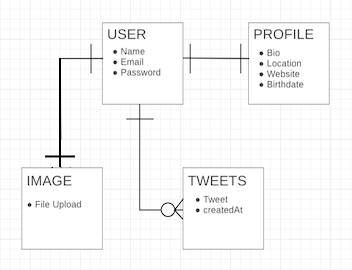 USER
Name
Email
Password
PROFILE
Bio
Location
Website
Birthdate
IMAGE
File Upload
TWEETS
Tweet
createdAt